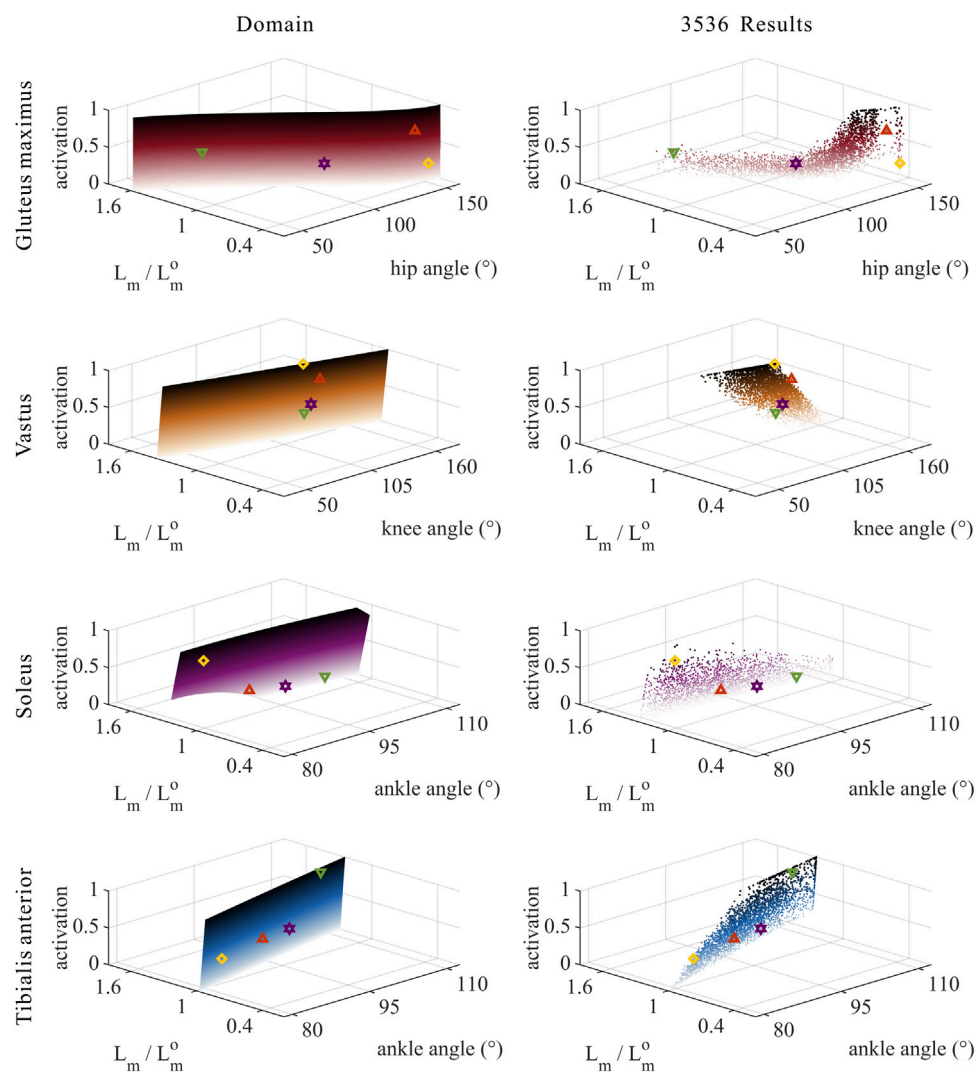 Domain
3536 Results
Gluteus maximus
activation
1
0.5
0
1.6
1
0.4
50
100
150
L_m / L_m^o
hip angle (°)
activation
1
0.5
0
1.6
1
0.4
50
100
150
L_m / L_m^o
hip angle (°)
Vastus
activation
1
0.5
0
1.6
1
0.4
50
105
160
L_m / L_m^o
knee angle (°)
activation
1
0.5
0
1.6
1
0.4
50
105
160
L_m / L_m^o
knee angle (°)
Soleus
activation
1
0.5
0
1.6
1
0.4
80
95
110
L_m / L_m^o
ankle angle (°)
activation
1
0.5
0
1.6
1
0.4
80
95
110
L_m / L_m^o
ankle angle (°)
Tibialis anterior
activation
1
0.5
0
1.6
1
0.4
80
95
110
L_m / L_m^o
ankle angle (°)
activation
1
0.5
0
1.6
1
0.4
80
95
110
L_m / L_m^o
ankle angle (°)